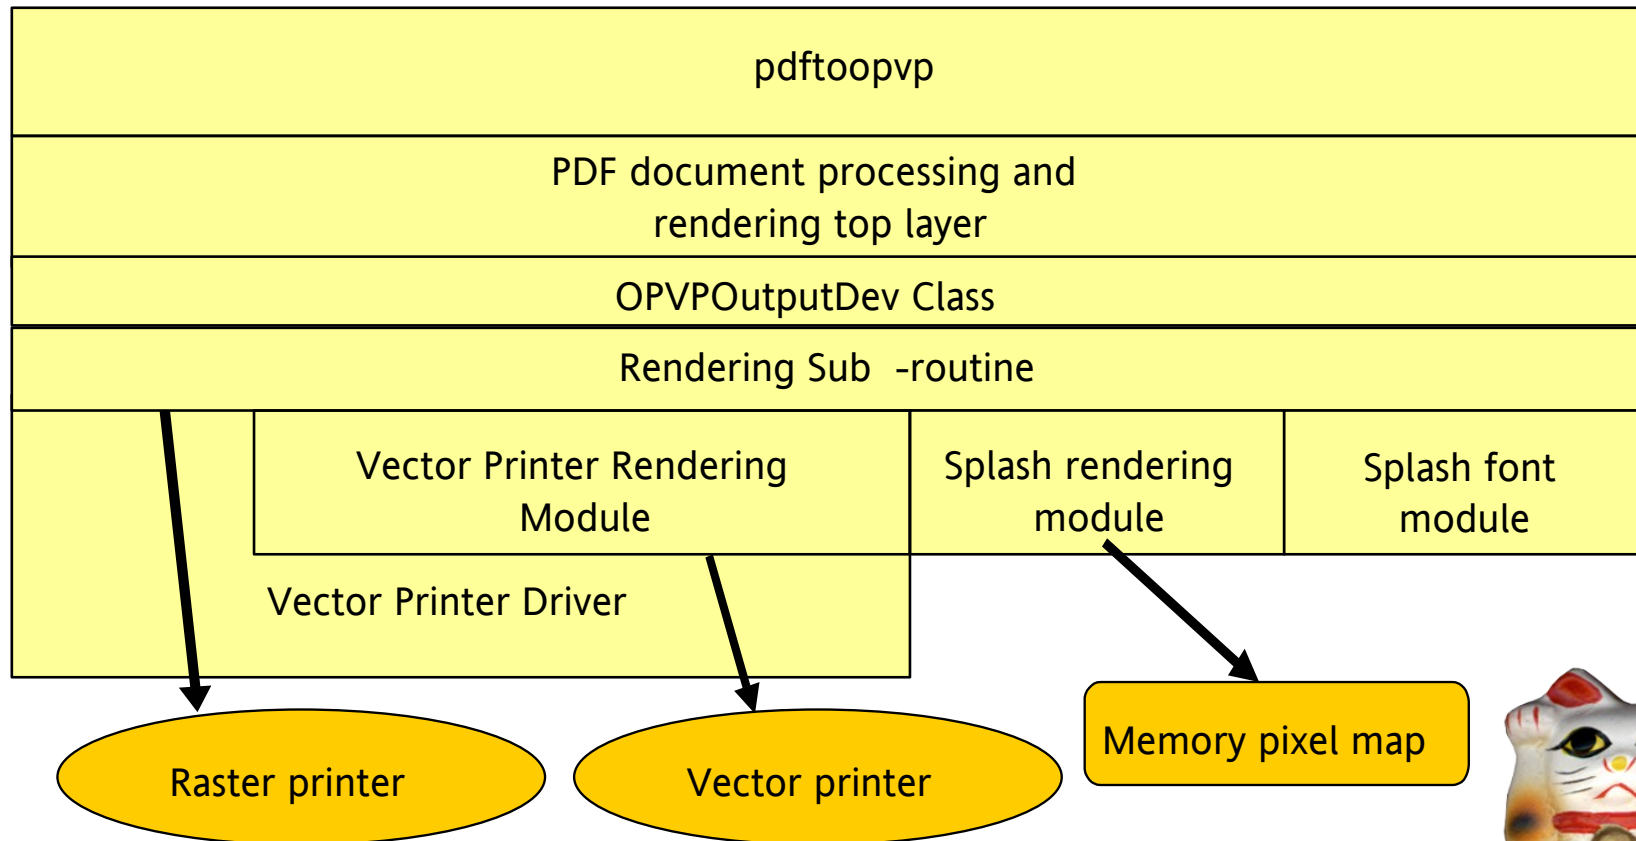 pdftoopvp
PDF document processing and
rendering top layer
OPVPOutputDev Class
Rendering Sub -routine
Vector Printer Rendering
Module
Splash rendering
module
Splash font
module
Vector Printer Driver
Memory pixel map
Raster printer
Vector printer